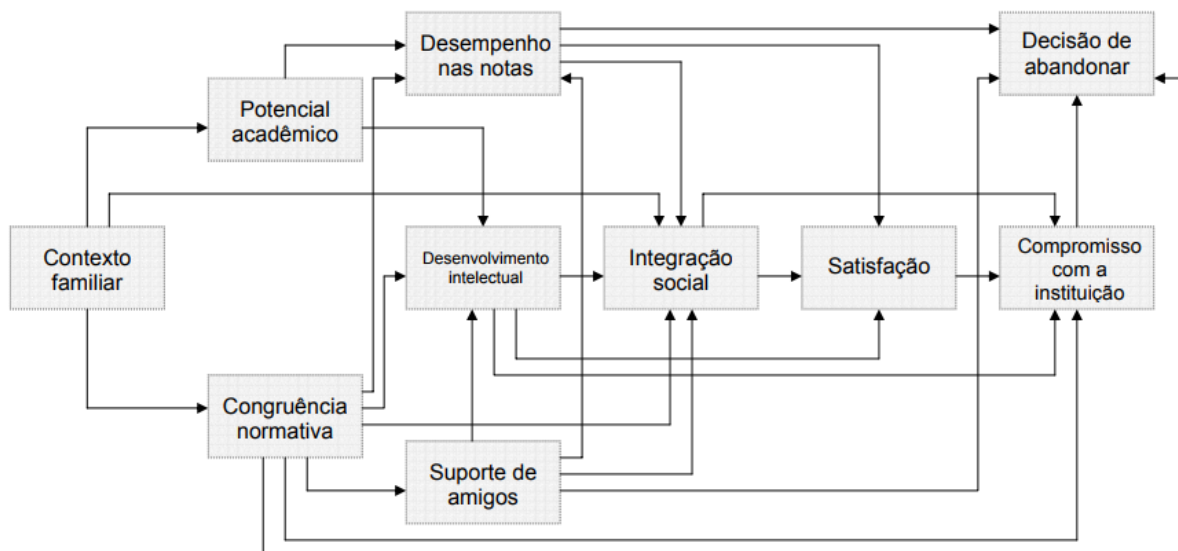 Desempenho
nas notas
Decisão de
abandonar
Potencial
acadêmico
Contexto
familiar
Desenvolvimento
intelectual
Integração
social
Satisfação
Compromisso
com a
instituição
Congruência
normativa
Suporte de
amigos